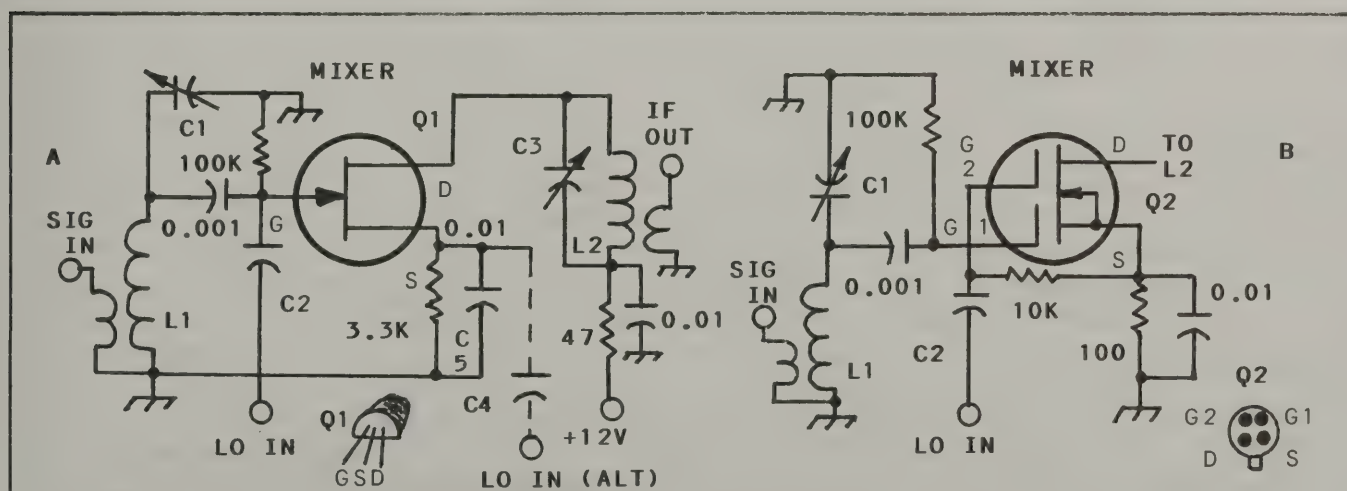 A
MIXER
C1
100K
Q1
C3
IF
OUT
D
G
0.001
0.01
SIG
IN
L2
S
C2
L1
3.3K
C
5
47
0.01
C4
Q1
+12V
LO IN
GSD
LO IN (ALT)
MIXER
B
100K
G
2
D
TO
L2
C1
Q2
G
1
S
SIG
IN
0.001
10K
0.01
C2
100
L1
Q2
G2
G1
LO IN
D
S